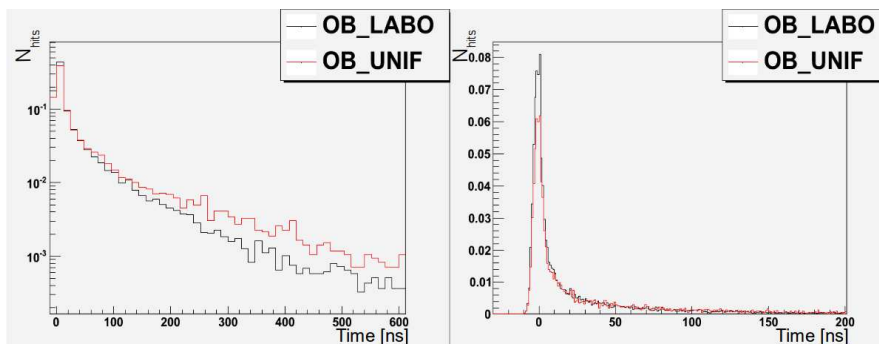 OB_LABO
OB_UNIF
N_hits
10^-1
10^-2
10^-3
0 100 200 300 400 500 600
Time [ns]
OB_LABO
OB_UNIF
N_hits
0.08
0.07
0.06
0.05
0.04
0.03
0.02
0.01
0
0 50 100 150 200
Time [ns]